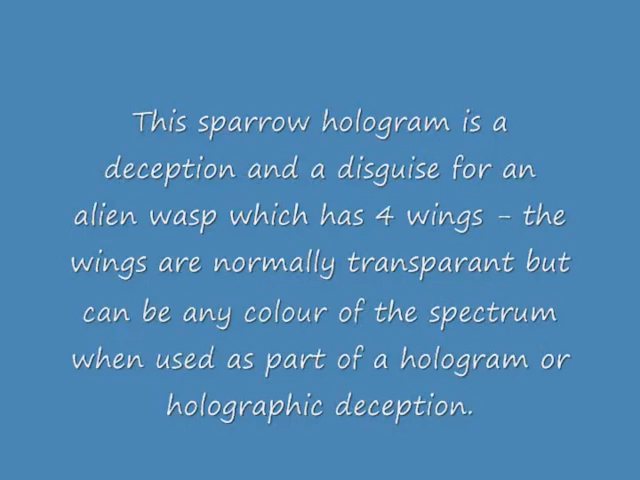 This sparrow hologram is a
deception and a disguise for an
alien wasp which has 4 wings - the
wings are normally transparant but
can be any colour of the spectrum
when used as part of a hologram or
holographic deception.